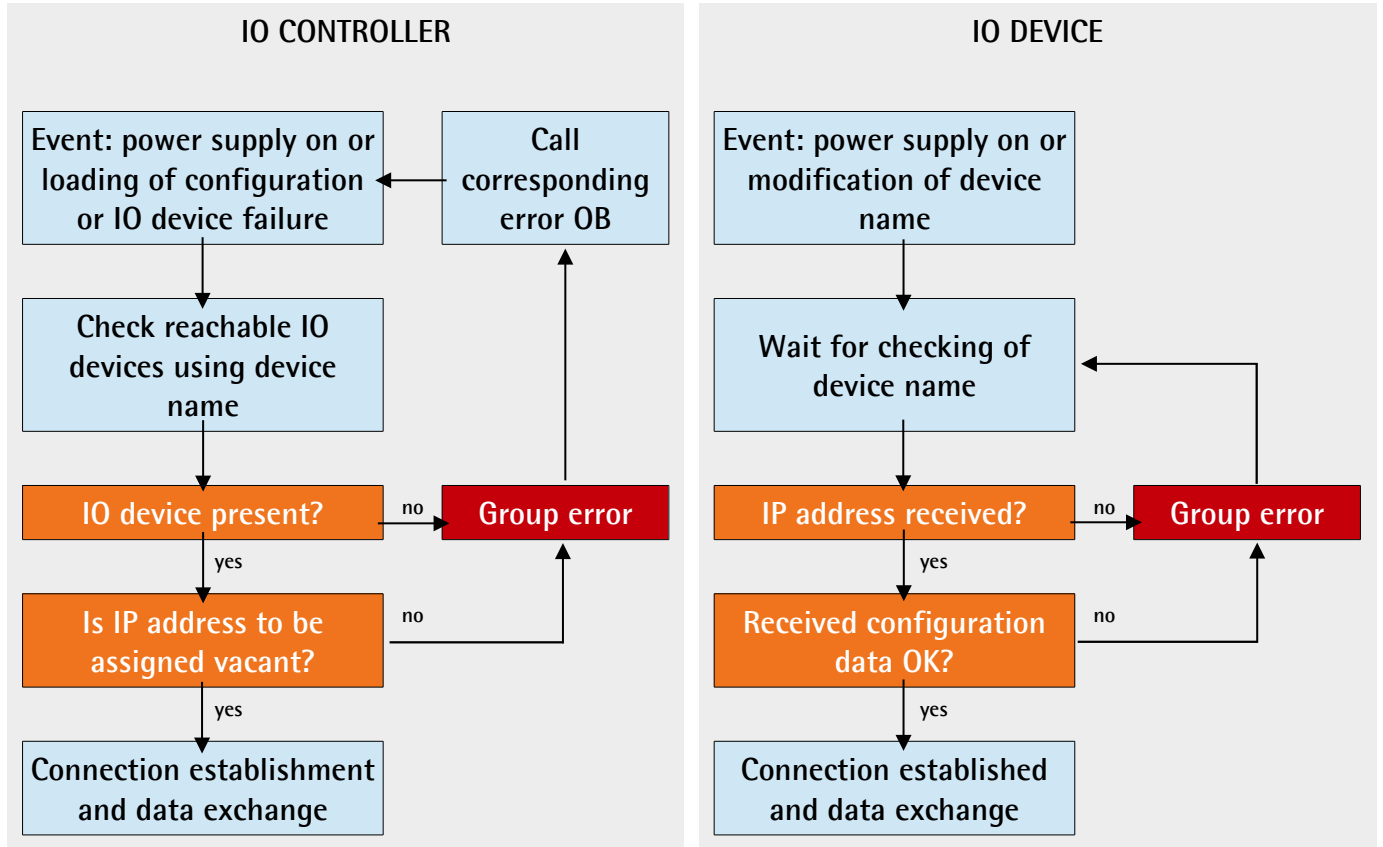 IO CONTROLLER
Event: power supply on or
loading of configuration
or IO device failure
Call
corresponding
error OB
Check reachable IO
devices using device
name
IO device present?
no
Group error
yes
Is IP address to be
assigned vacant?
no
yes
Connection establishment
and data exchange
IO DEVICE
Event: power supply on or
modification of device
name
Wait for checking of
device name
IP address received?
no
Group error
yes
Received configuration
data OK?
no
yes
Connection established
and data exchange